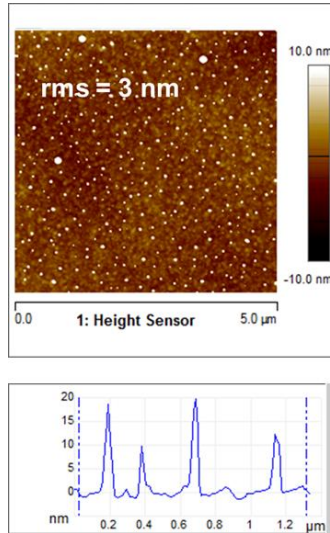 10.0 nm
rms = 3 nm
-10.0 nm
0.0 1: Height Sensor 5.0 µm
20
15
10
5
0
nm 0.2 0.4 0.6 0.8 1.0 1.2 µm